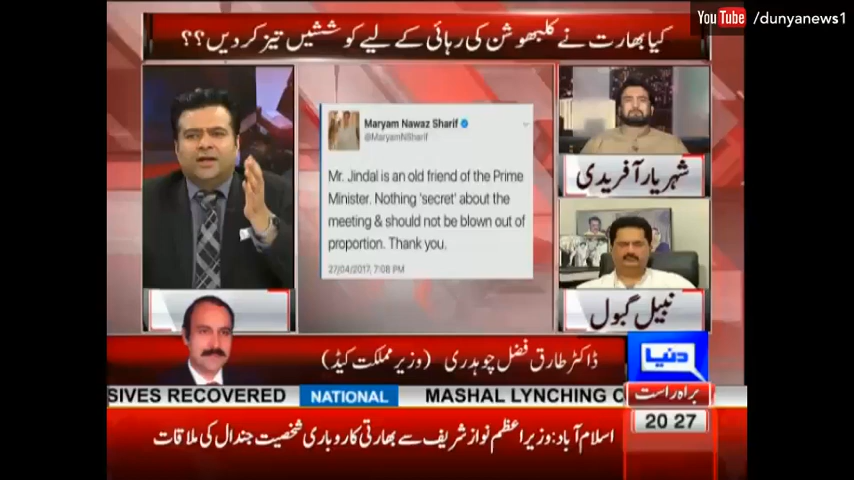 YouTube /dunyanews1
کیا بھارت نے کلبھوشن کی رہائی کے لیے کوششیں تیز کر دیں؟؟
Maryam Nawaz Sharif
@MaryamNSharif
Mr. Jindal is an old friend of the Prime
Minister. Nothing 'secret' about the
meeting & should not be blown out of
proportion. Thank you.
27/04/2017, 7:08 PM
شہریار آفریدی
نبیل گبول
ڈاکٹر طارق فضل چوہدری (وزیر مملکت کیڈ)
دنیا
براہ راست
SIVES RECOVERED NATIONAL MASHAL LYNCHING C
20 27
اسلام آباد: وزیراعظم نواز شریف سے بھارتی کاروباری شخصیت جندال کی ملاقات